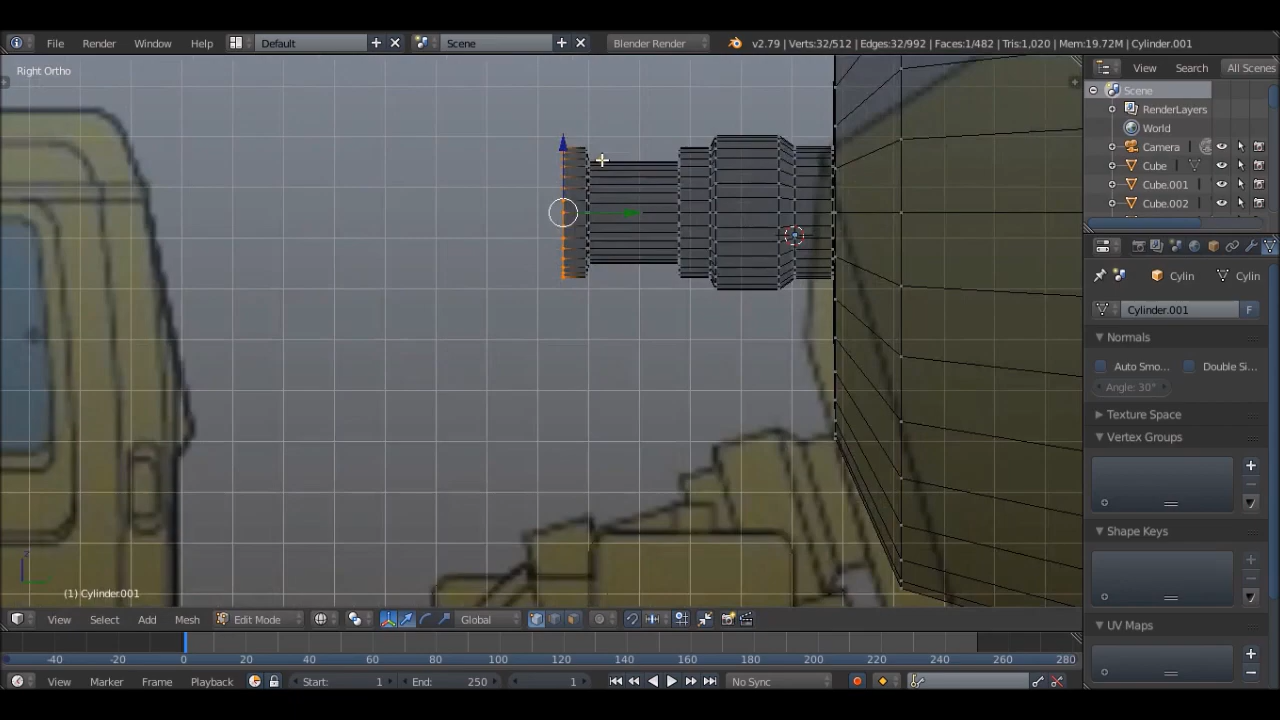 File Render Window Help Default Scene Blender Render v2.79 | Verts:32/512 | Edges:32/992 | Faces:1/482 | Tris:1,020 | Mem:19.72M | Cylinder.001
Right Ortho
View Search All Scenes
Scene
RenderLayers
World
Camera
Cube
Cube.001
Cube.002
Cylin Cylin
Cylinder.001 F
Normals
Auto Smo... Double Si...
Angle: 30°
Texture Space
Vertex Groups
Shape Keys
UV Maps
z
(1) Cylinder.001
View Select Add Mesh Edit Mode Global
-40 -20 0 20 40 60 80 100 120 140 160 180 200 220 240 260 280
View Marker Frame Playback Start: 1 End: 250 1 No Sync